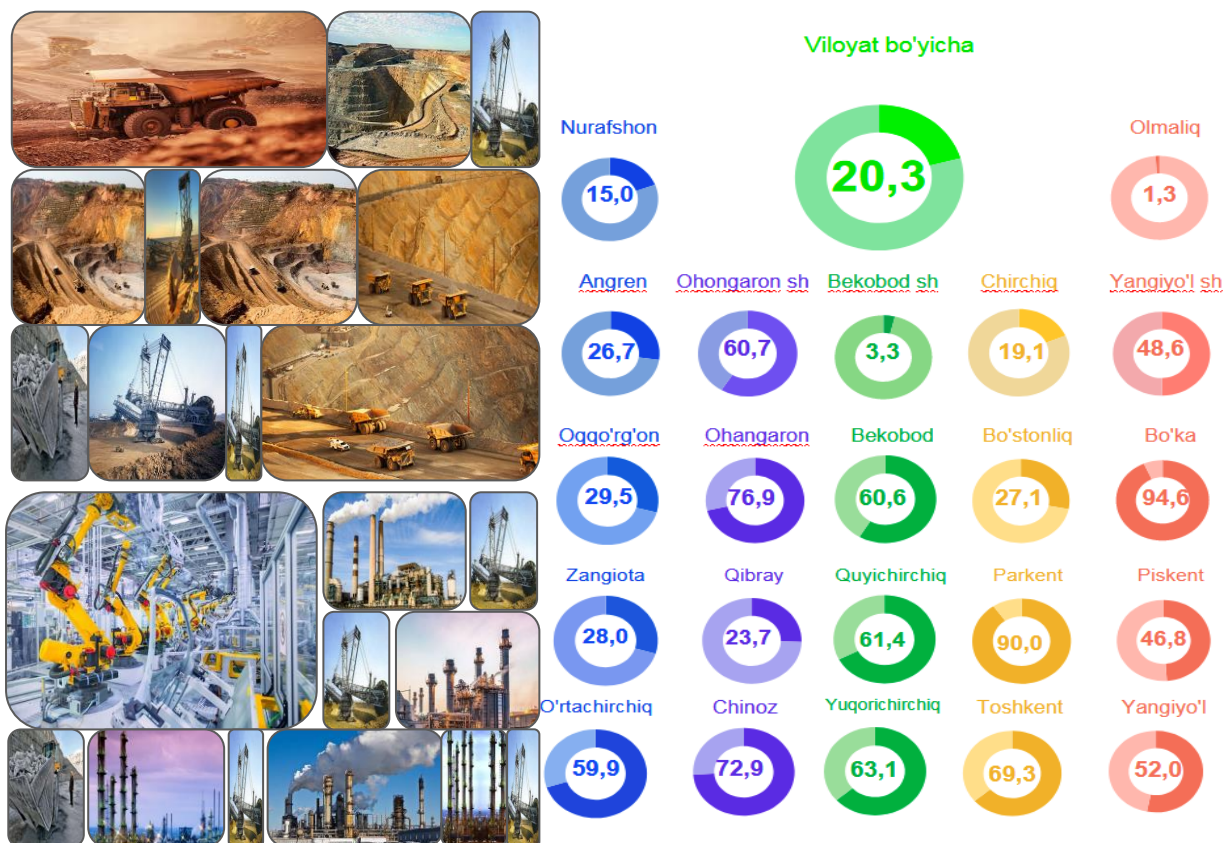 Viloyat bo'yicha
20,3
Nurafshon
15,0
Olmaliq
1,3
Angren
26,7
Ohongaron sh
60,7
Bekobod sh
3,3
Chirchiq
19,1
Yangiyo'l sh
48,6
Oqqo'rg'on
29,5
Ohangaron
76,9
Bekobod
60,6
Bo'stonliq
27,1
Bo'ka
94,6
Zangiota
28,0
Qibray
23,7
Quyichirchiq
61,4
Parkent
90,0
Piskent
46,8
O'rtachirchiq
59,9
Chinoz
72,9
Yuqorichirchiq
63,1
Toshkent
69,3
Yangiyo'l
52,0